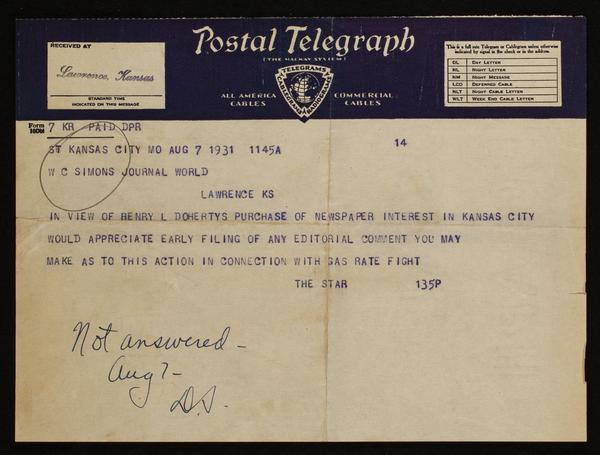 RECEIVED AT
Lawrence, Kansas
STANDARD TIME
INDICATED ON THIS MESSAGE
Postal Telegraph
(THE MACKAY SYSTEM)
ALL AMERICA
CABLES
COMMERCIAL
CABLES
This is a full rate Telegram or Cablegram unless otherwise
indicated by signal in the check or in the address.
DL DAY LETTER
NL NIGHT LETTER
NM NIGHT MESSAGE
LCO DEFERRED CABLE
NLT NIGHT CABLE LETTER
WLT WEEK END CABLE LETTER
Form
7 KR PAID DPR
ST KANSAS CITY MO AUG 7 1931 1145A
14
W C SIMONS JOURNAL WORLD
LAWRENCE KS
IN VIEW OF HENRY L DOHERTYS PURCHASE OF NEWSPAPER INTEREST IN KANSAS CITY
WOULD APPRECIATE EARLY FILING OF ANY EDITORIAL COMMENT YOU MAY
MAKE AS TO THIS ACTION IN CONNECTION WITH GAS RATE FIGHT
THE STAR 135P
Not answered -
Aug 7 -
D.S.